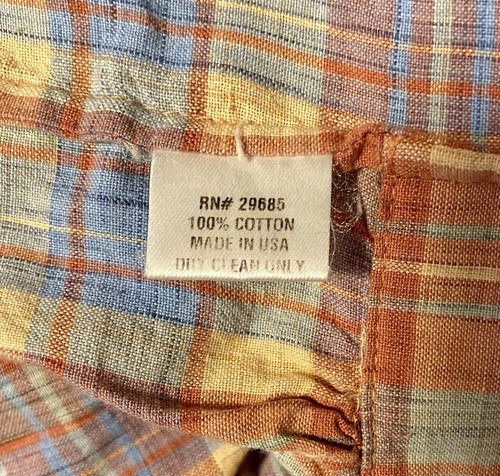 RN# 29685
100% COTTON
MADE IN USA
DRY CLEAN ONLY